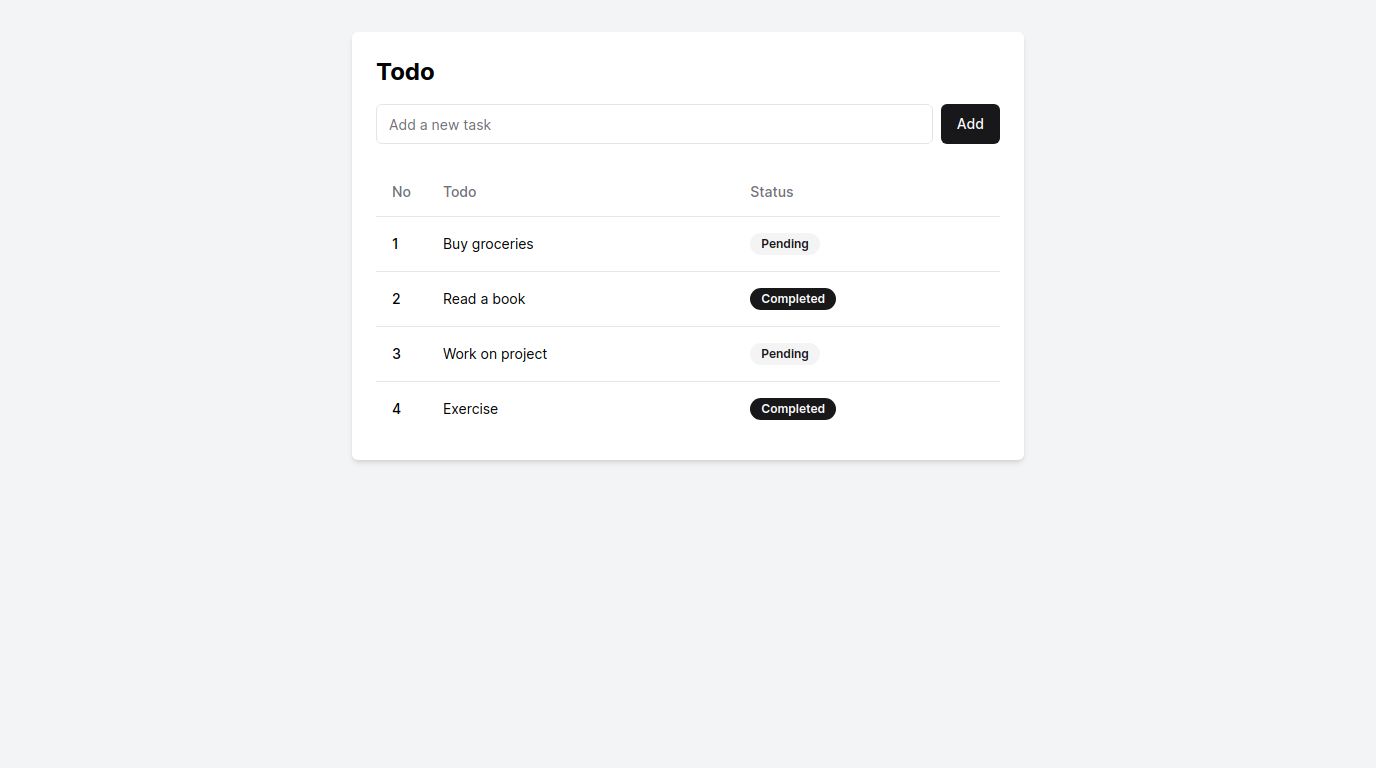 Todo
Add a new task
Add
No Todo Status
1 Buy groceries Pending
2 Read a book Completed
3 Work on project Pending
4 Exercise Completed